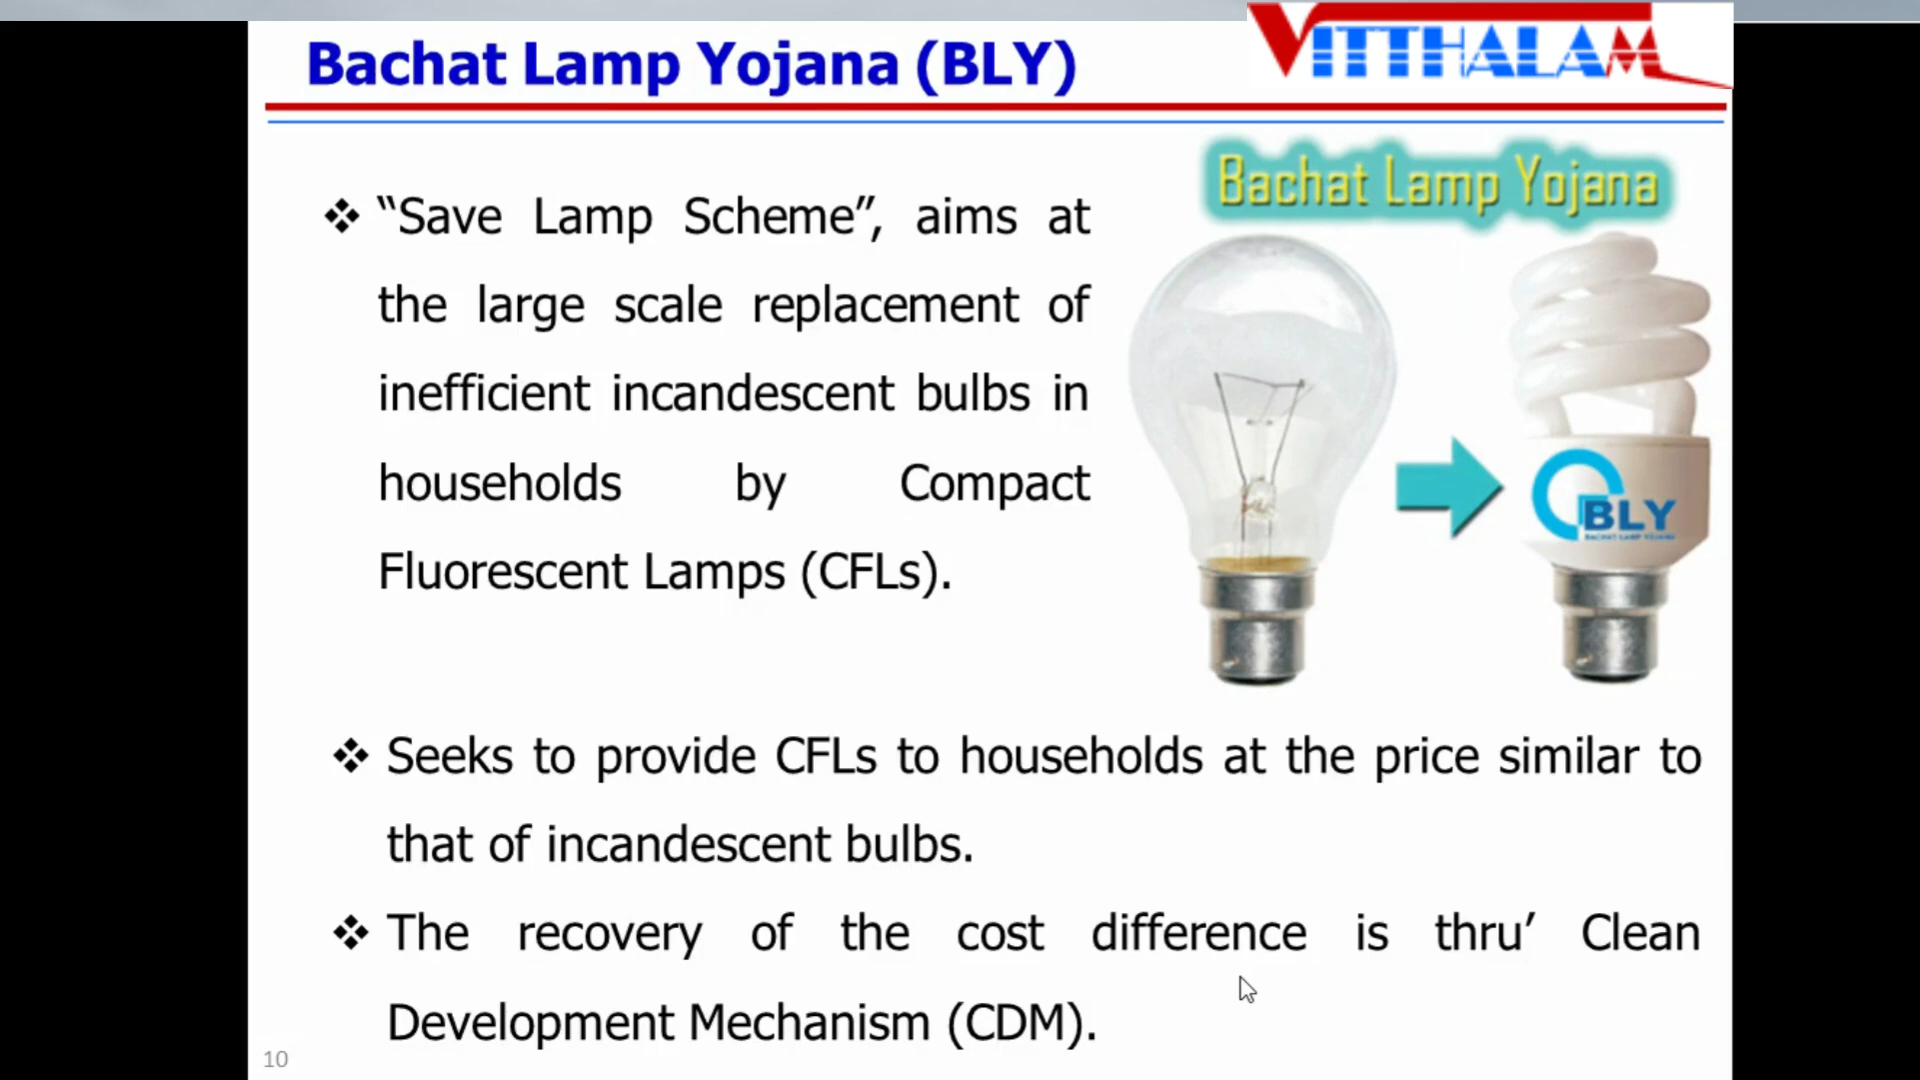 Bachat Lamp Yojana (BLY)
VITTHALAM
Bachat Lamp Yojana
❖ “Save Lamp Scheme”, aims at
the large scale replacement of
inefficient incandescent bulbs in
households by Compact
Fluorescent Lamps (CFLs).
BLY
BACHAT LAMP YOJANA
❖ Seeks to provide CFLs to households at the price similar to
that of incandescent bulbs.
❖ The recovery of the cost difference is thru’ Clean
Development Mechanism (CDM).
10